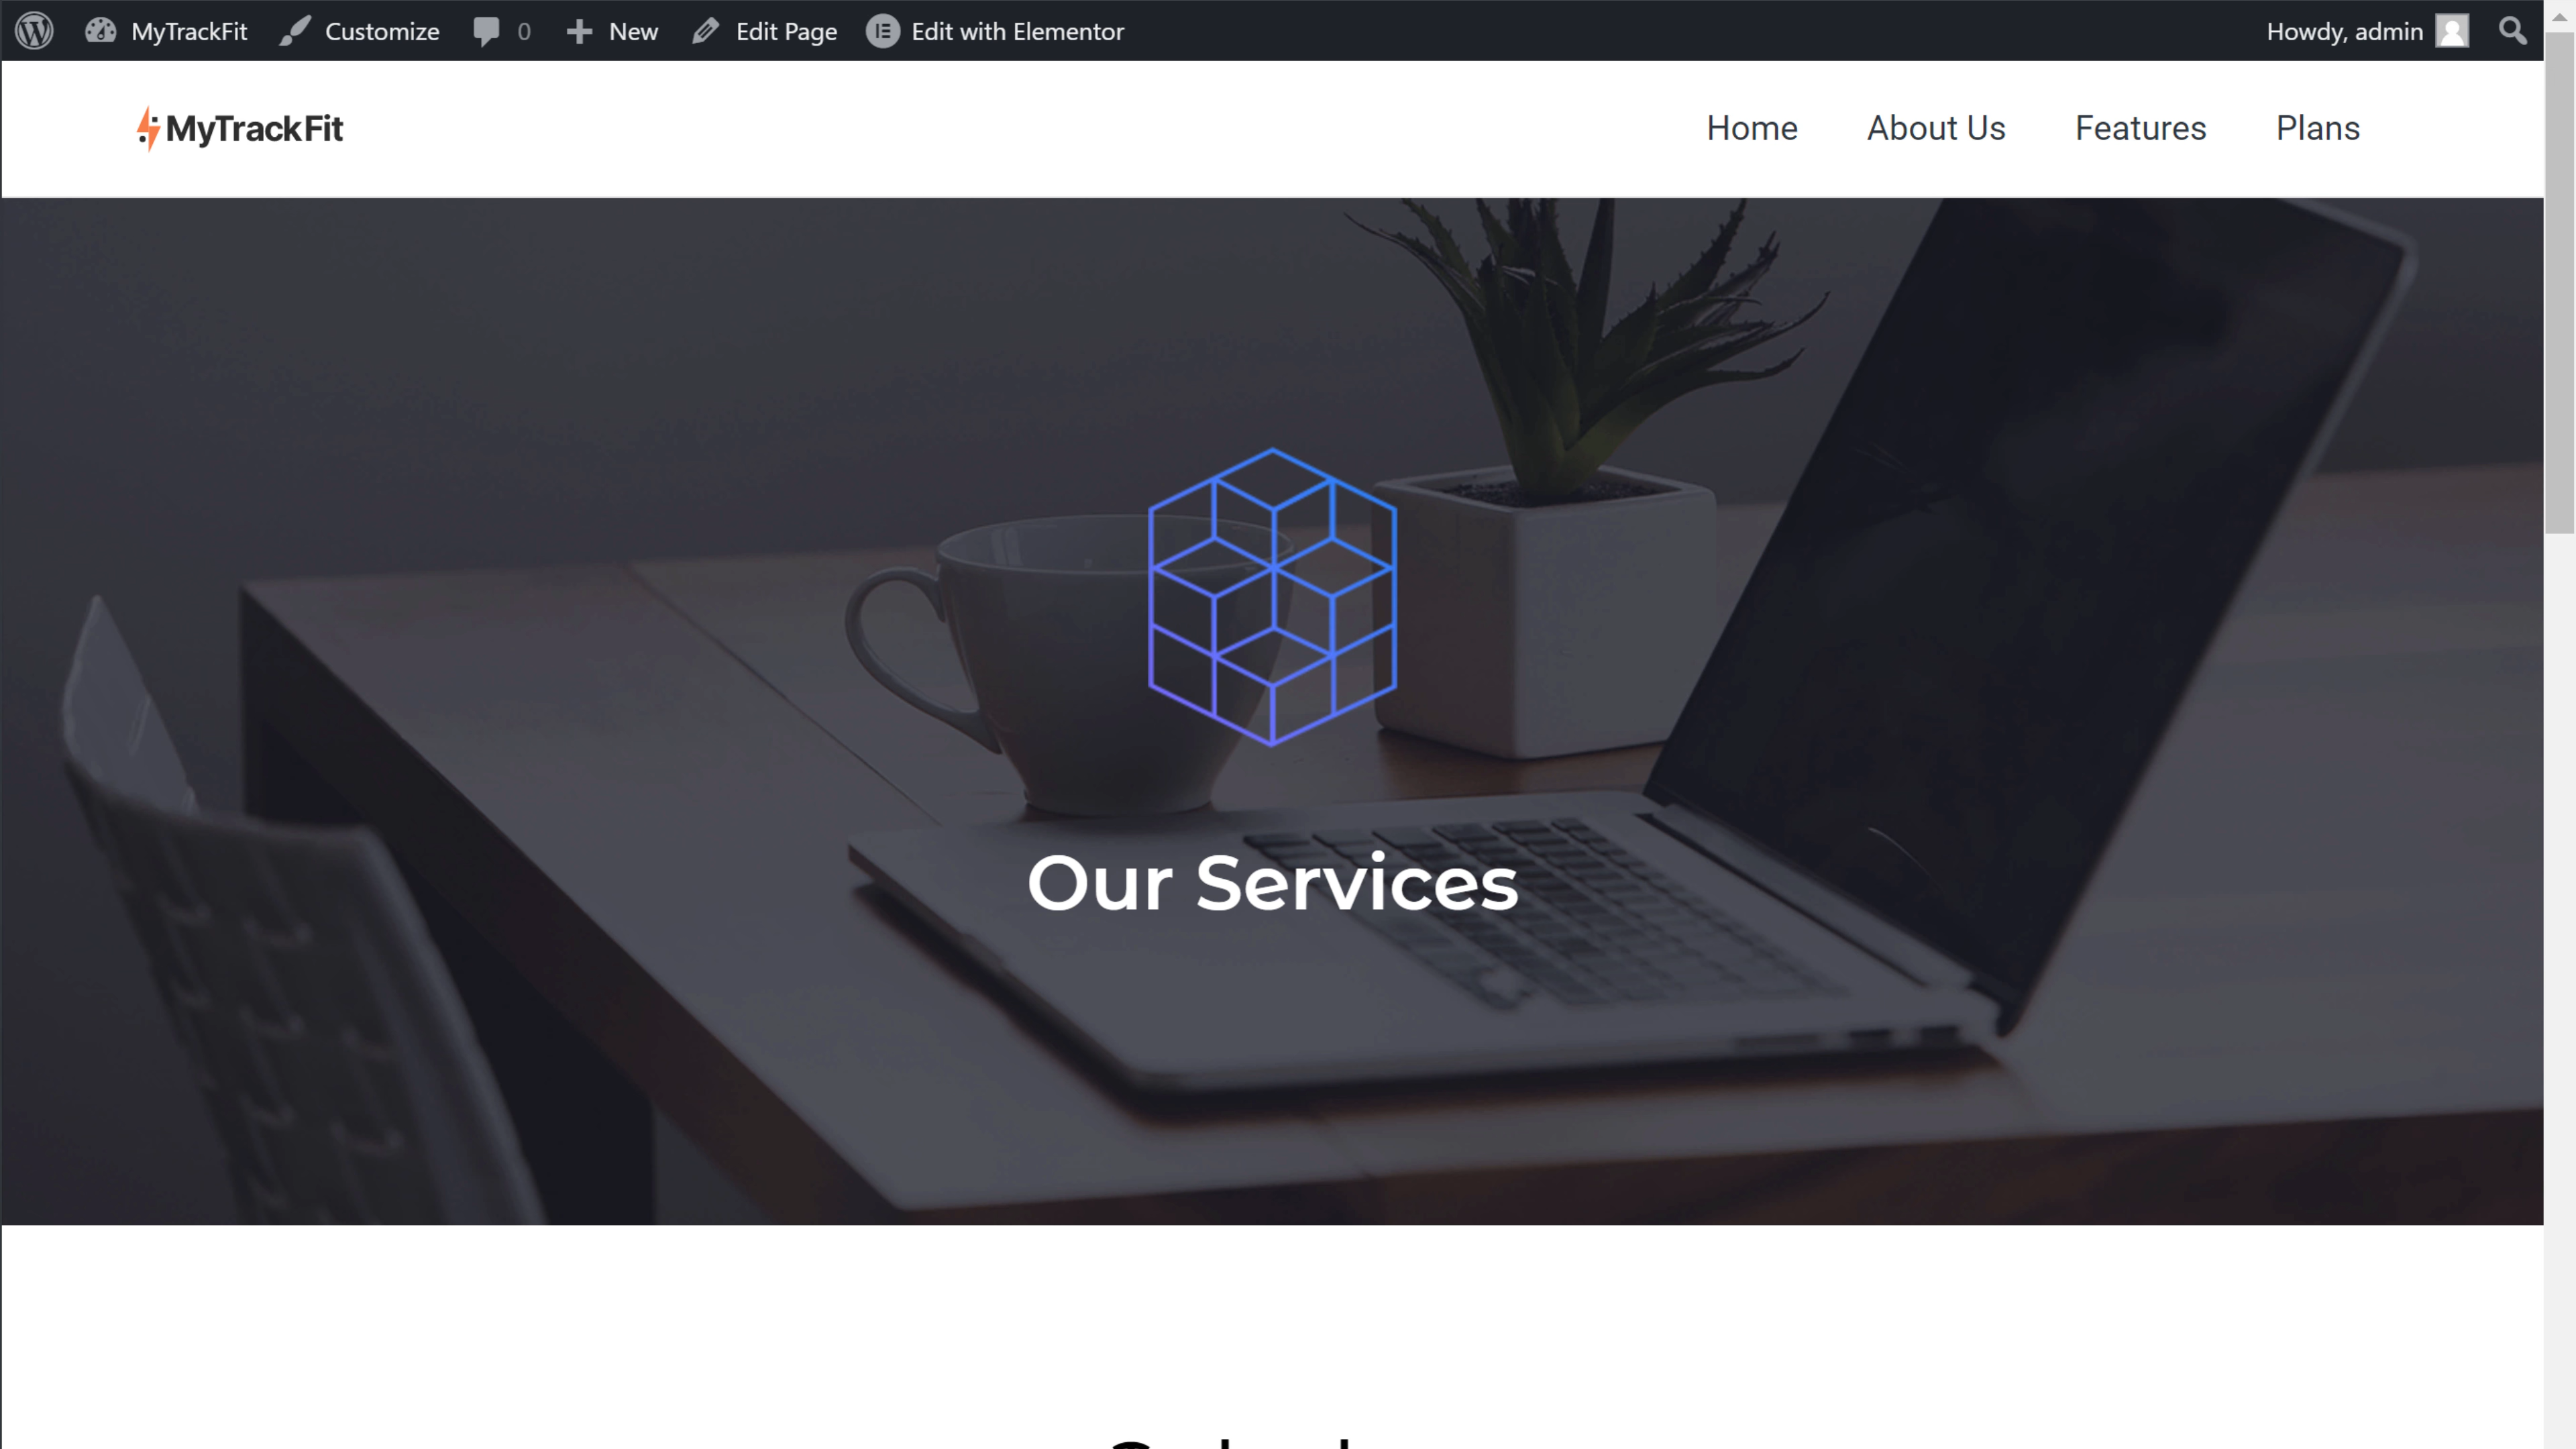 MyTrackFit Customize 0 New Edit Page Edit with Elementor Howdy, admin
MyTrackFit Home About Us Features Plans
Our Services